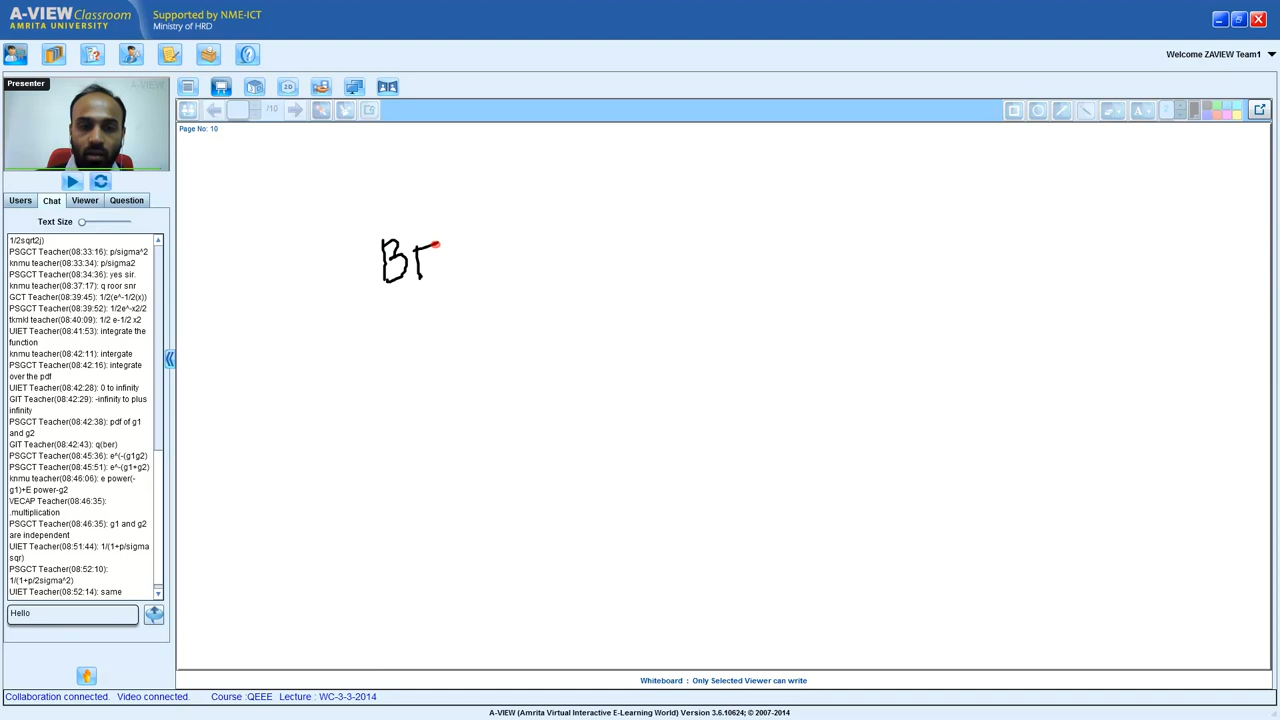 A-VIEW Classroom
AMRITA UNIVERSITY
Supported by NME-ICT
Ministry of HRD
Welcome ZAVIEW Team1
Presenter
A-VIEW
/10
Page No: 10
Users Chat Viewer Question
Text Size
1/2sqrt2j)
PSGCT Teacher(08:33:16): p/sigma^2
knmu teacher(08:33:34): p/sigma2
PSGCT Teacher(08:34:36): yes sir.
knmu teacher(08:37:17): q roor snr
GCT Teacher(08:39:45): 1/2(e^-1/2(x))
PSGCT Teacher(08:39:52): 1/2e^-x2/2
tkmkl teacher(08:40:09): 1/2 e-1/2 x2
UIET Teacher(08:41:53): integrate the
function
knmu teacher(08:42:11): intergate
PSGCT Teacher(08:42:16): integrate
over the pdf
UIET Teacher(08:42:28): 0 to infinity
GIT Teacher(08:42:29): -infinity to plus
infinity
PSGCT Teacher(08:42:38): pdf of g1
and g2
GIT Teacher(08:42:43): q(ber)
PSGCT Teacher(08:45:36): e^(-(g1g2)
PSGCT Teacher(08:45:51): e^-(g1+g2)
knmu teacher(08:46:06): e power(-
g1)+E power-g2
VECAP Teacher(08:46:35):
.multiplication
PSGCT Teacher(08:46:35): g1 and g2
are independent
UIET Teacher(08:51:44): 1/(1+p/sigma
sqr)
PSGCT Teacher(08:52:10):
1/(1+p/2sigma^2)
UIET Teacher(08:52:14): same
Hello
Br
Whiteboard : Only Selected Viewer can write
Collaboration connected. Video connected. Course :QEEE Lecture : WC-3-3-2014
A-VIEW (Amrita Virtual Interactive E-Learning World) Version 3.6.10624; © 2007-2014